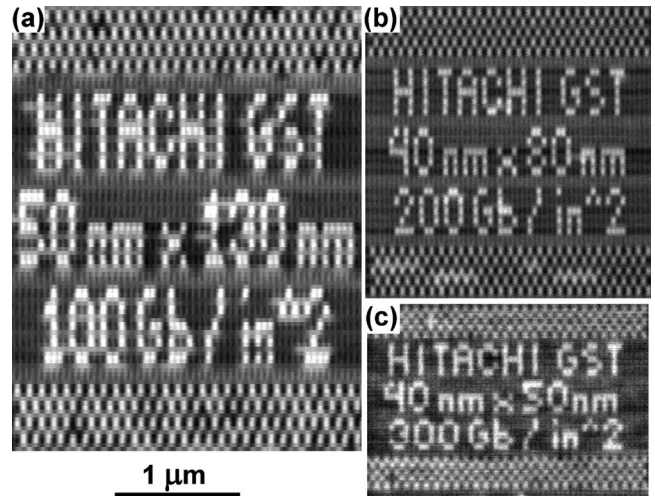 (a)
HITACHI GST
50 nm x 130 nm
100Gb/in^2
1 μm
(b)
HITACHI GST
40 nm x 80 nm
200Gb/in^2
(c)
HITACHI GST
40 nm x 50nm
300Gb/in^2